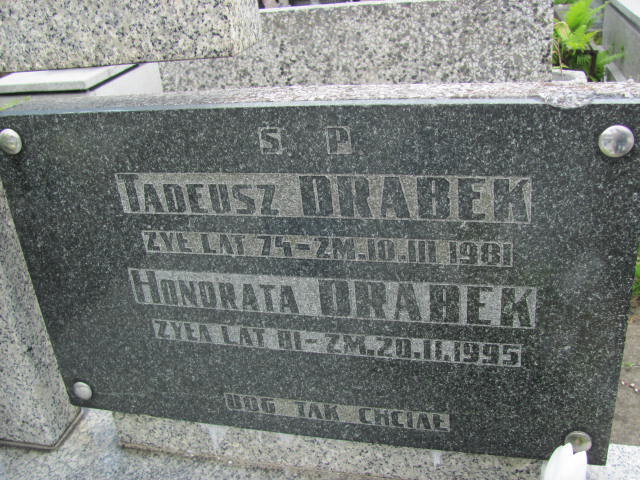 S P
TADEUSZ DRABEK
ŻYŁ LAT 74-ZM.10.III.1981
HONORATA DRABEK
ŻYŁA LAT 81-ZM.20.II.1995
BÓG TAK CHCIAŁ